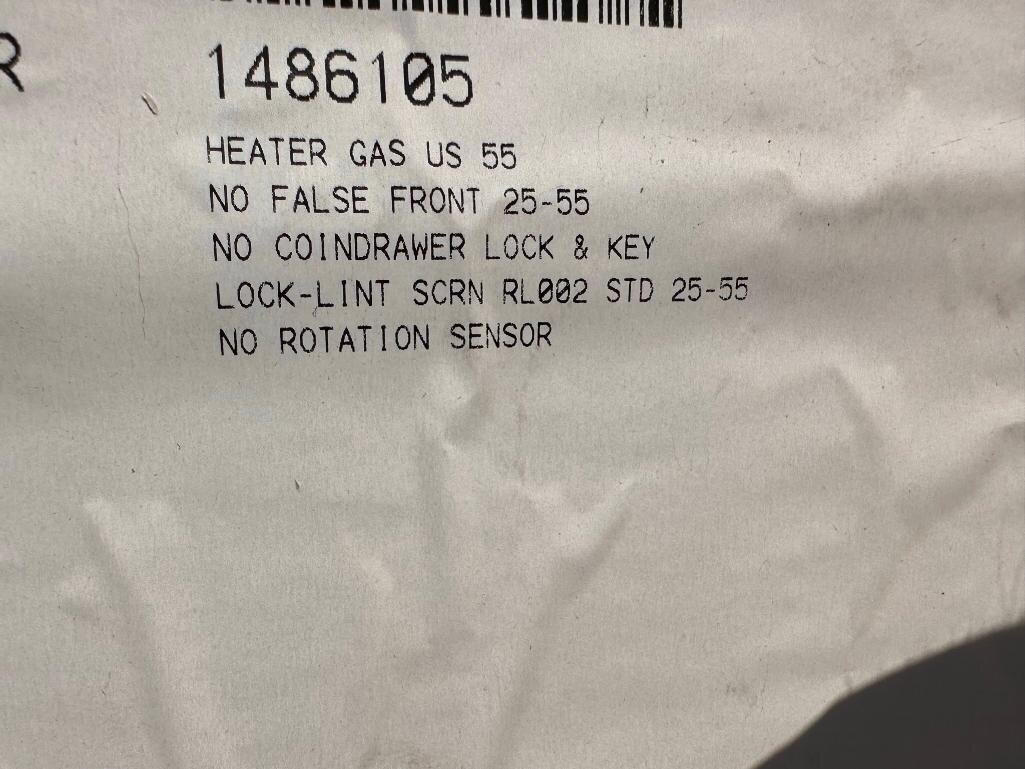 R
1486105
HEATER GAS US 55
NO FALSE FRONT 25-55
NO COINDRAWER LOCK & KEY
LOCK-LINT SCRN RL002 STD 25-55
NO ROTATION SENSOR